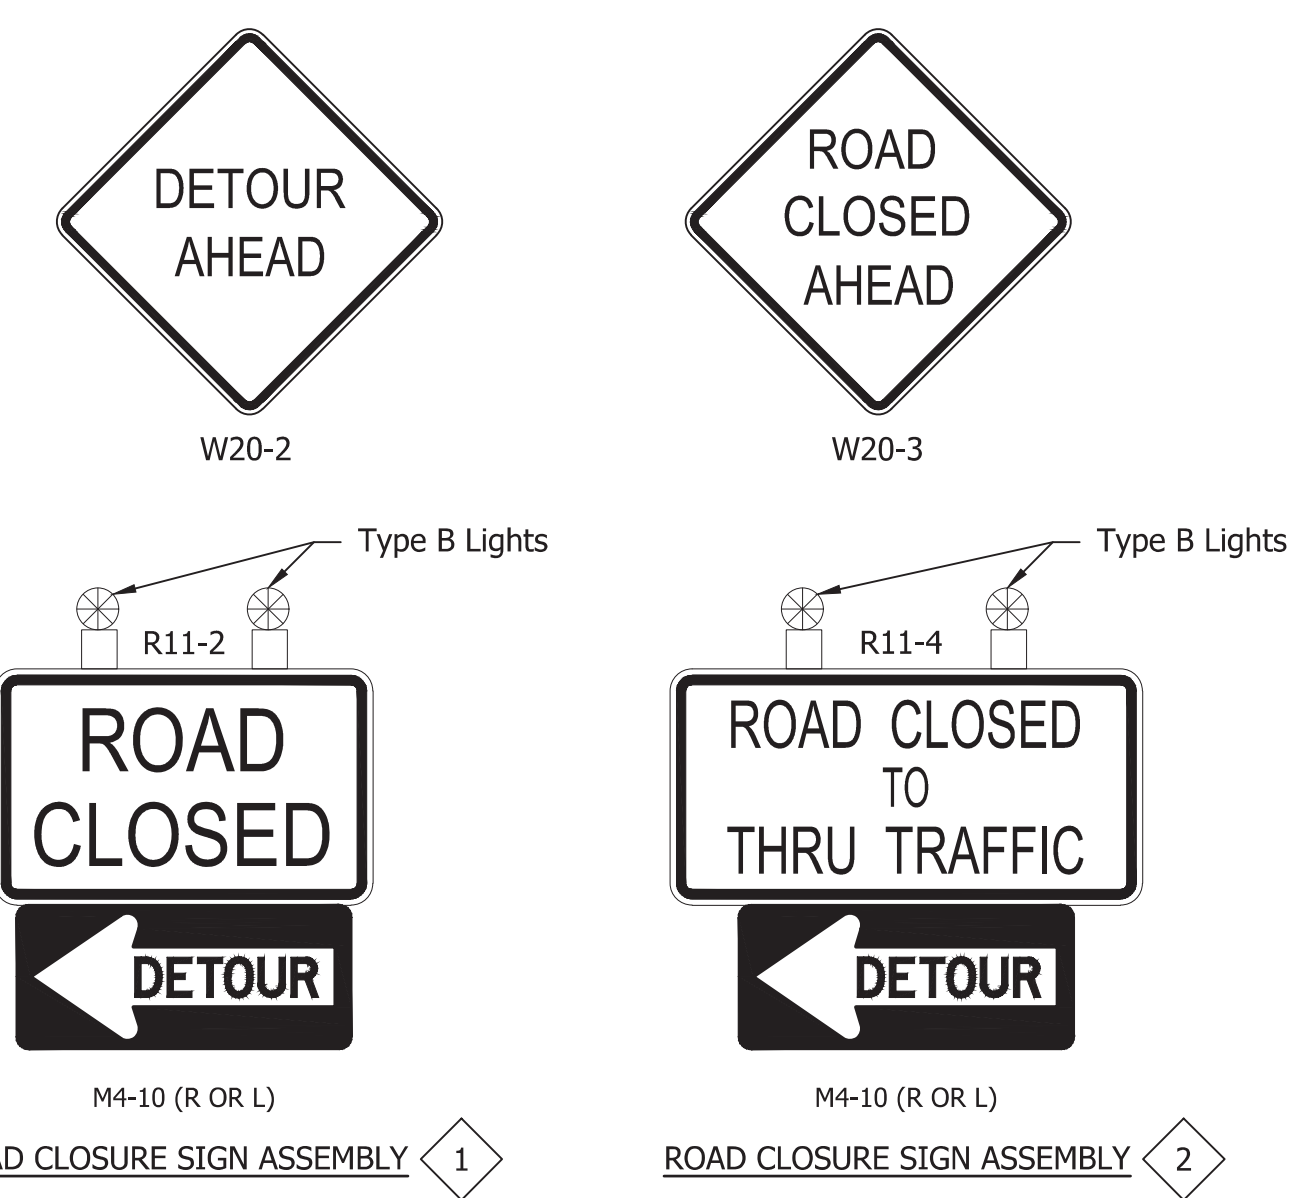 DETOUR
AHEAD
W20-2
ROAD
CLOSED
AHEAD
W20-3
Type B Lights
R11-2
ROAD
CLOSED
DETOUR
M4-10 (R OR L)
AD CLOSURE SIGN ASSEMBLY 1
Type B Lights
R11-4
ROAD CLOSED
TO
THRU TRAFFIC
DETOUR
M4-10 (R OR L)
ROAD CLOSURE SIGN ASSEMBLY 2